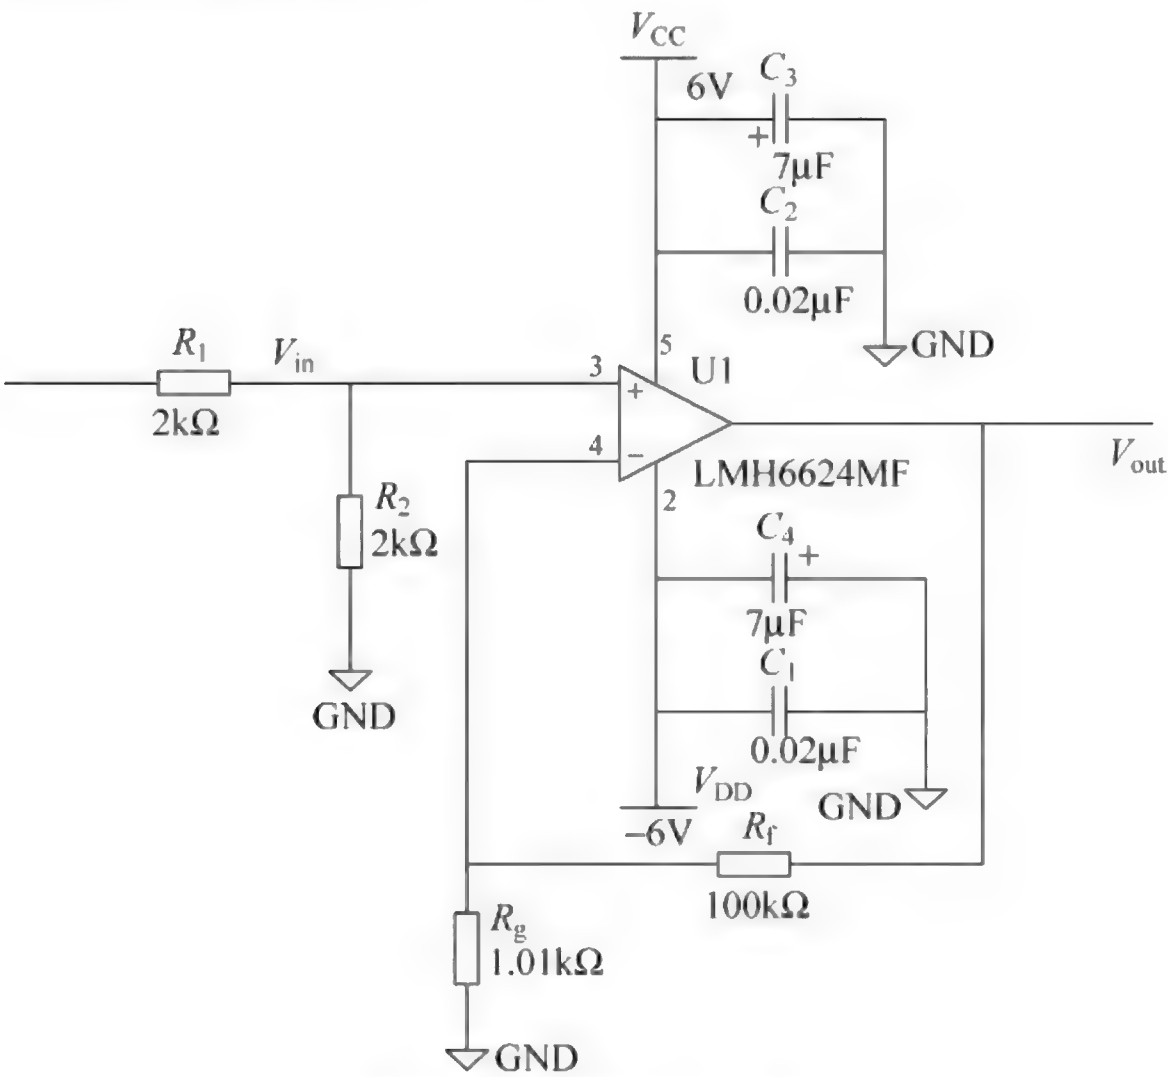 VCC
6V
C3
+
7μF
C2
0.02μF
GND
R1
2kΩ
Vin
3
5
U1
+
4
−
2
LMH6624MF
Vout
R2
2kΩ
GND
C4
+
7μF
C1
0.02μF
VDD
−6V
GND
Rf
100kΩ
Rg
1.01kΩ
GND